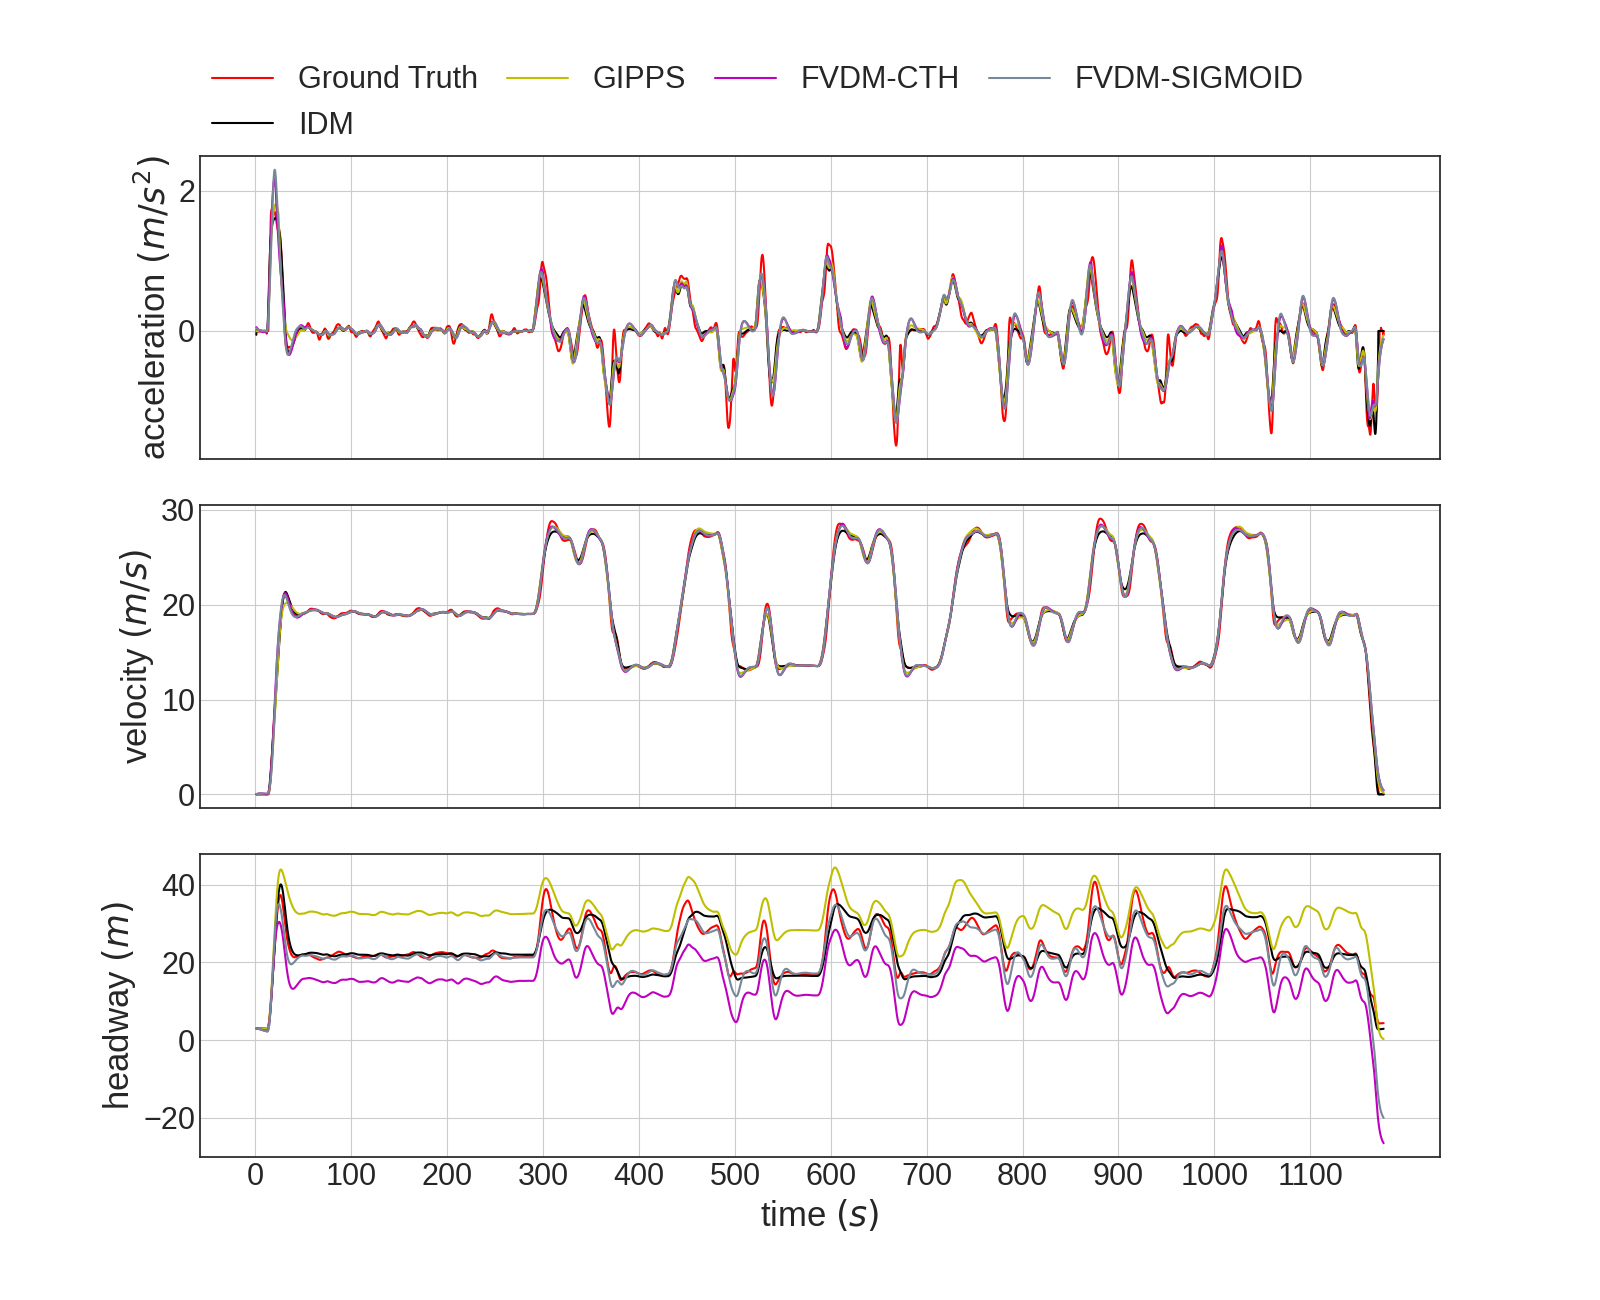 Ground Truth GIPPS FVDM-CTH FVDM-SIGMOID
IDM
acceleration (m/s²)
2
0
velocity (m/s)
30
20
10
0
headway (m)
40
20
0
−20
0 100 200 300 400 500 600 700 800 900 1000 1100
time (s)